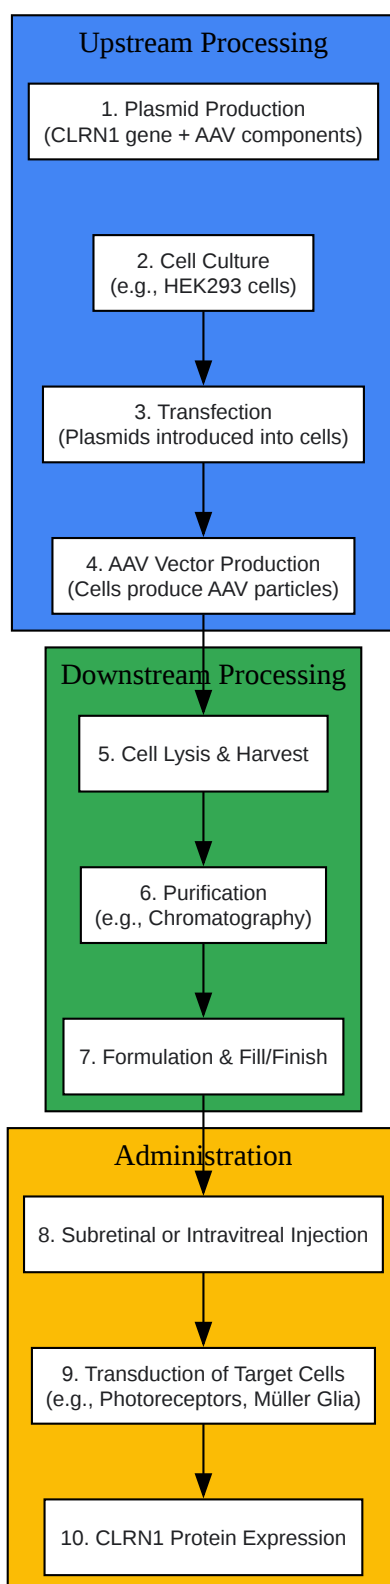 Upstream Processing
1. Plasmid Production
(CLRN1 gene + AAV components)
2. Cell Culture
(e.g., HEK293 cells)
3. Transfection
(Plasmids introduced into cells)
4. AAV Vector Production
(Cells produce AAV particles)
Downstream Processing
5. Cell Lysis & Harvest
6. Purification
(e.g., Chromatography)
7. Formulation & Fill/Finish
Administration
8. Subretinal or Intravitreal Injection
9. Transduction of Target Cells
(e.g., Photoreceptors, Müller Glia)
10. CLRN1 Protein Expression